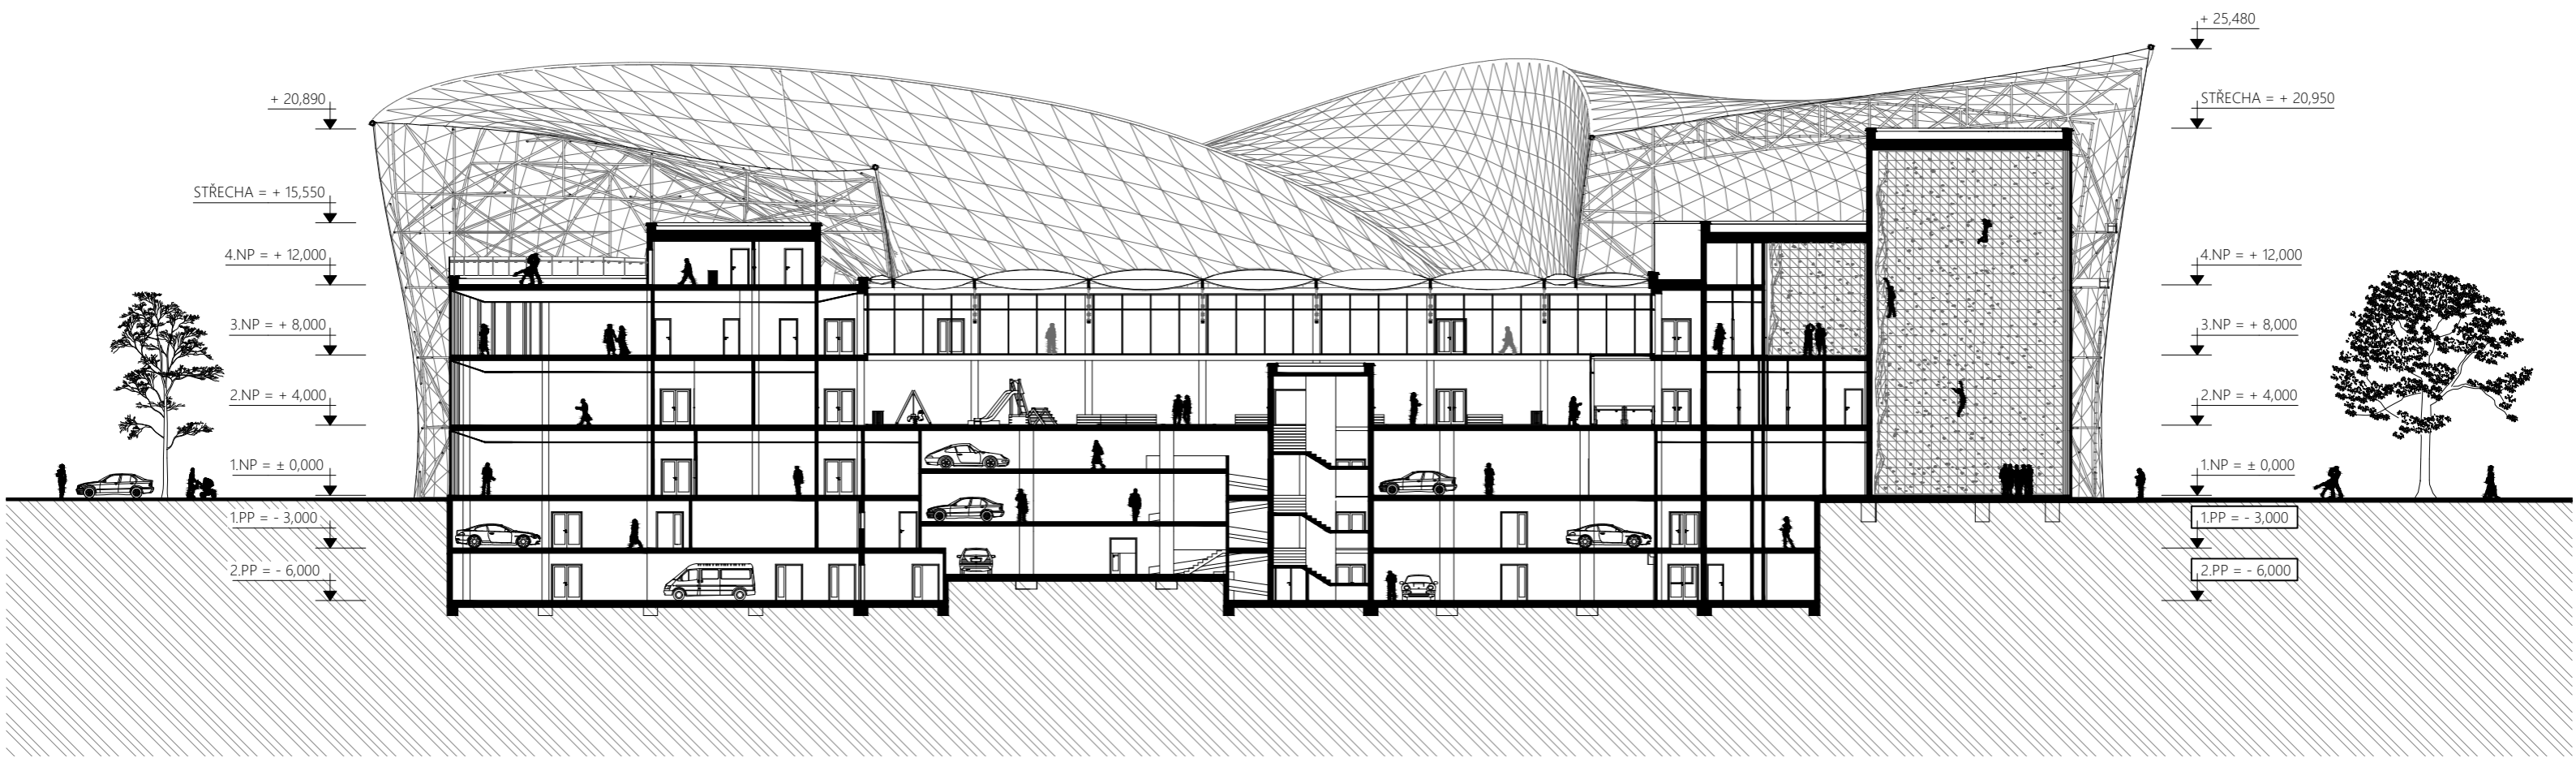 + 20,890
STŘECHA = + 15,550
4.NP = + 12,000
3.NP = + 8,000
2.NP = + 4,000
1.NP = ± 0,000
1.PP = - 3,000
2.PP = - 6,000
+ 25,480
STŘECHA = + 20,950
4.NP = + 12,000
3.NP = + 8,000
2.NP = + 4,000
1.NP = ± 0,000
1.PP = - 3,000
2.PP = - 6,000